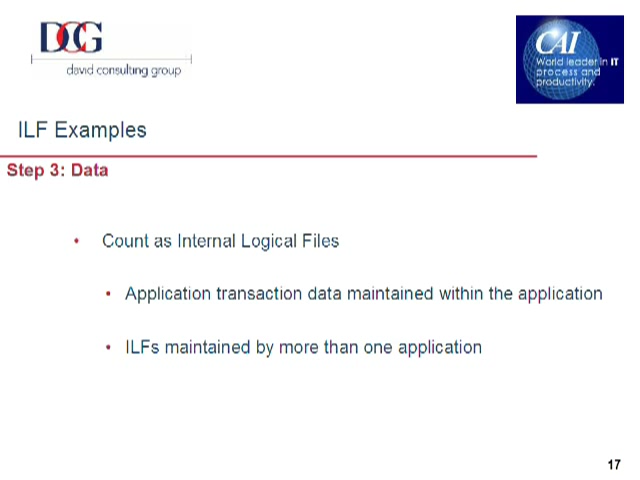 DCG
david consulting group
CAI
World leader in IT
process and
productivity.
ILF Examples
Step 3: Data
• Count as Internal Logical Files
• Application transaction data maintained within the application
• ILFs maintained by more than one application
17